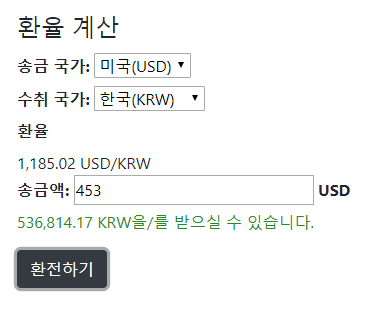 환율 계산
송금 국가: 미국(USD)
수취 국가: 한국(KRW)
환율
1,185.02 USD/KRW
송금액: 453 USD
536,814.17 KRW을/를 받으실 수 있습니다.
환전하기